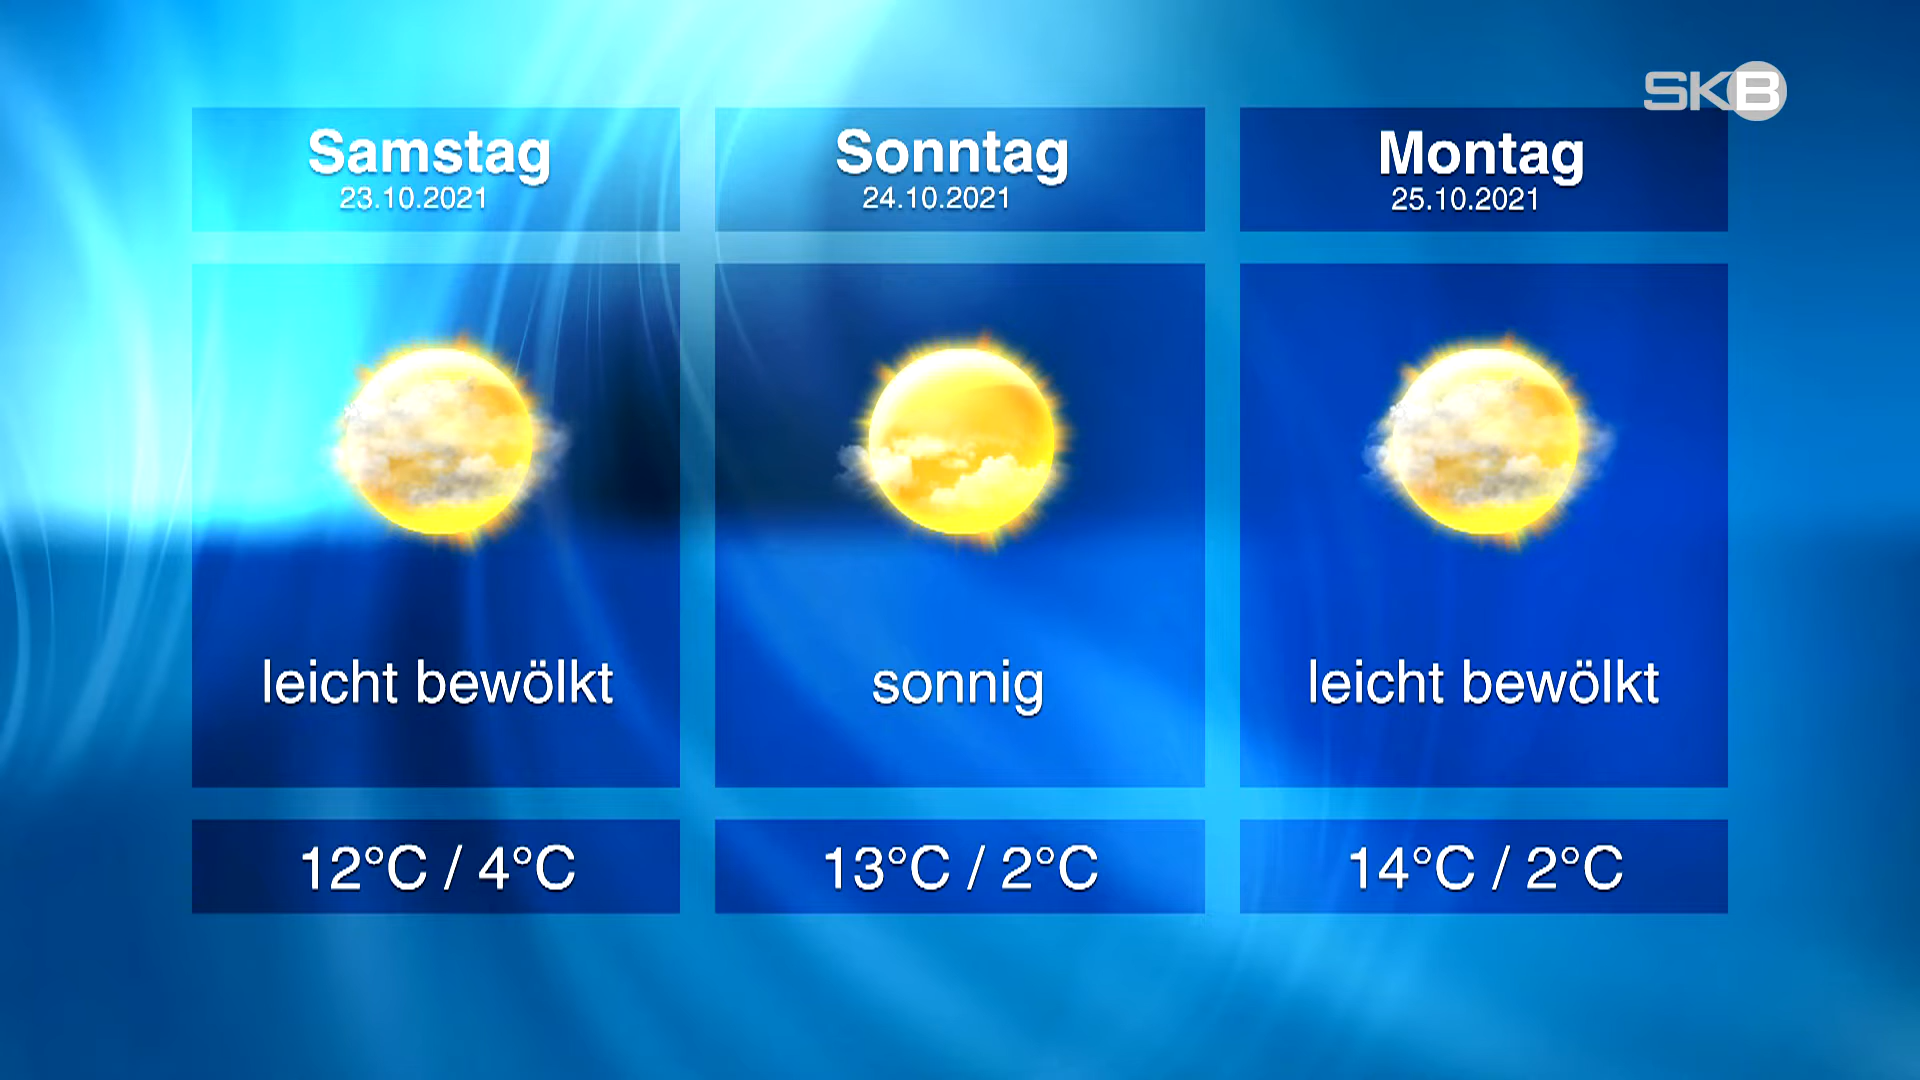 SKB
Samstag
23.10.2021
leicht bewölkt
12°C / 4°C
Sonntag
24.10.2021
sonnig
13°C / 2°C
Montag
25.10.2021
leicht bewölkt
14°C / 2°C